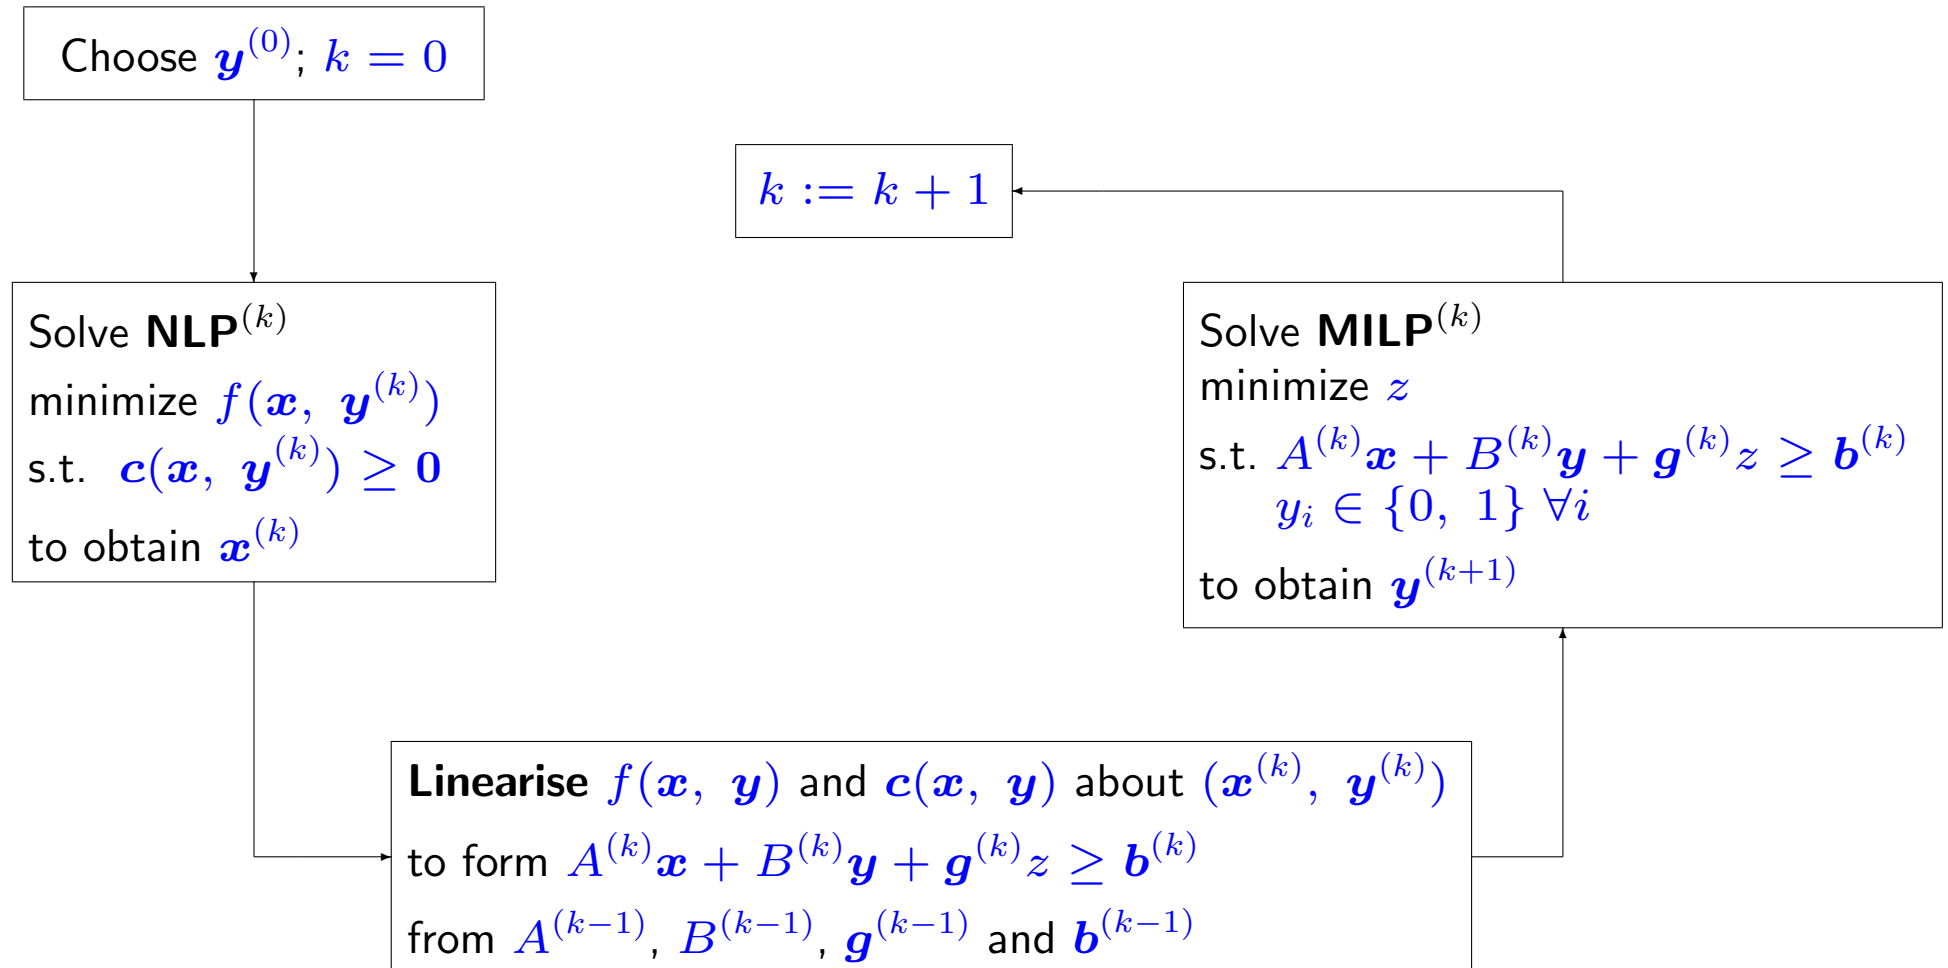 Choose y^(0); k = 0
k := k + 1
Solve NLP^(k)
minimize f(x, y^(k))
s.t. c(x, y^(k)) ≥ 0
to obtain x^(k)
Solve MILP^(k)
minimize z
s.t. A^(k)x + B^(k)y + g^(k)z ≥ b^(k)
y_i ∈ {0, 1} ∀i
to obtain y^(k+1)
Linearise f(x, y) and c(x, y) about (x^(k), y^(k))
to form A^(k)x + B^(k)y + g^(k)z ≥ b^(k)
from A^(k−1), B^(k−1), g^(k−1) and b^(k−1)